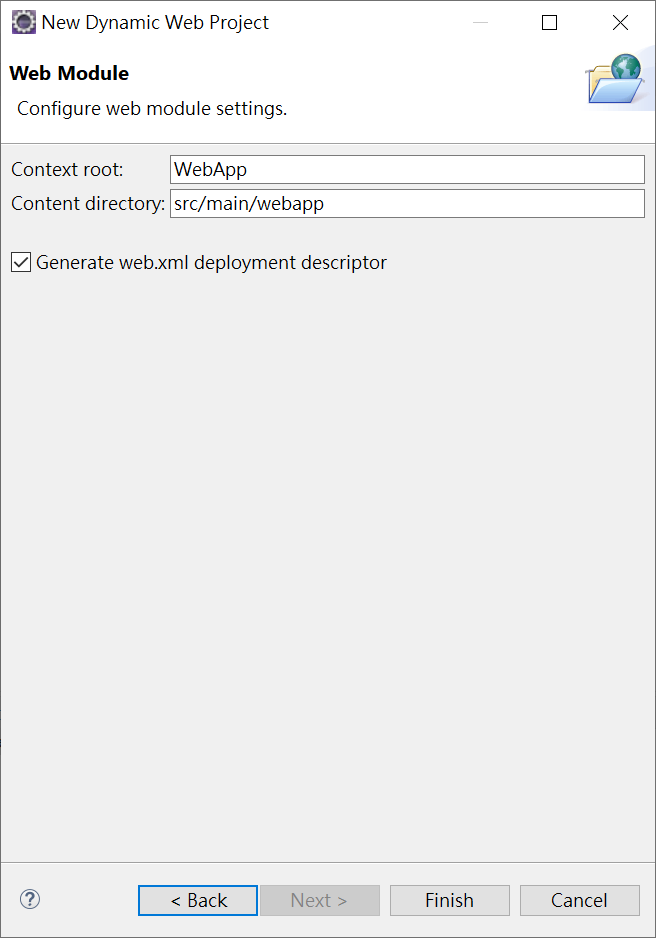 New Dynamic Web Project
Web Module
Configure web module settings.
Context root: WebApp
Content directory: src/main/webapp
Generate web.xml deployment descriptor
? < Back Next > Finish Cancel